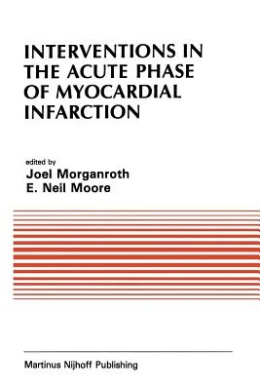 INTERVENTIONS IN
THE ACUTE PHASE
OF MYOCARDIAL
INFARCTION
edited by
Joel Morganroth
E. Neil Moore
Martinus Nijhoff Publishing